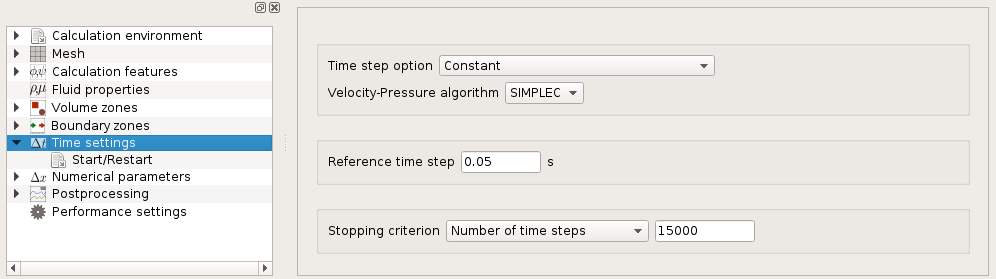 Calculation environment
Mesh
Calculation features
Fluid properties
Volume zones
Boundary zones
Time settings
Start/Restart
Numerical parameters
Postprocessing
Performance settings
Time step option Constant
Velocity-Pressure algorithm SIMPLEC
Reference time step 0.05 s
Stopping criterion Number of time steps 15000